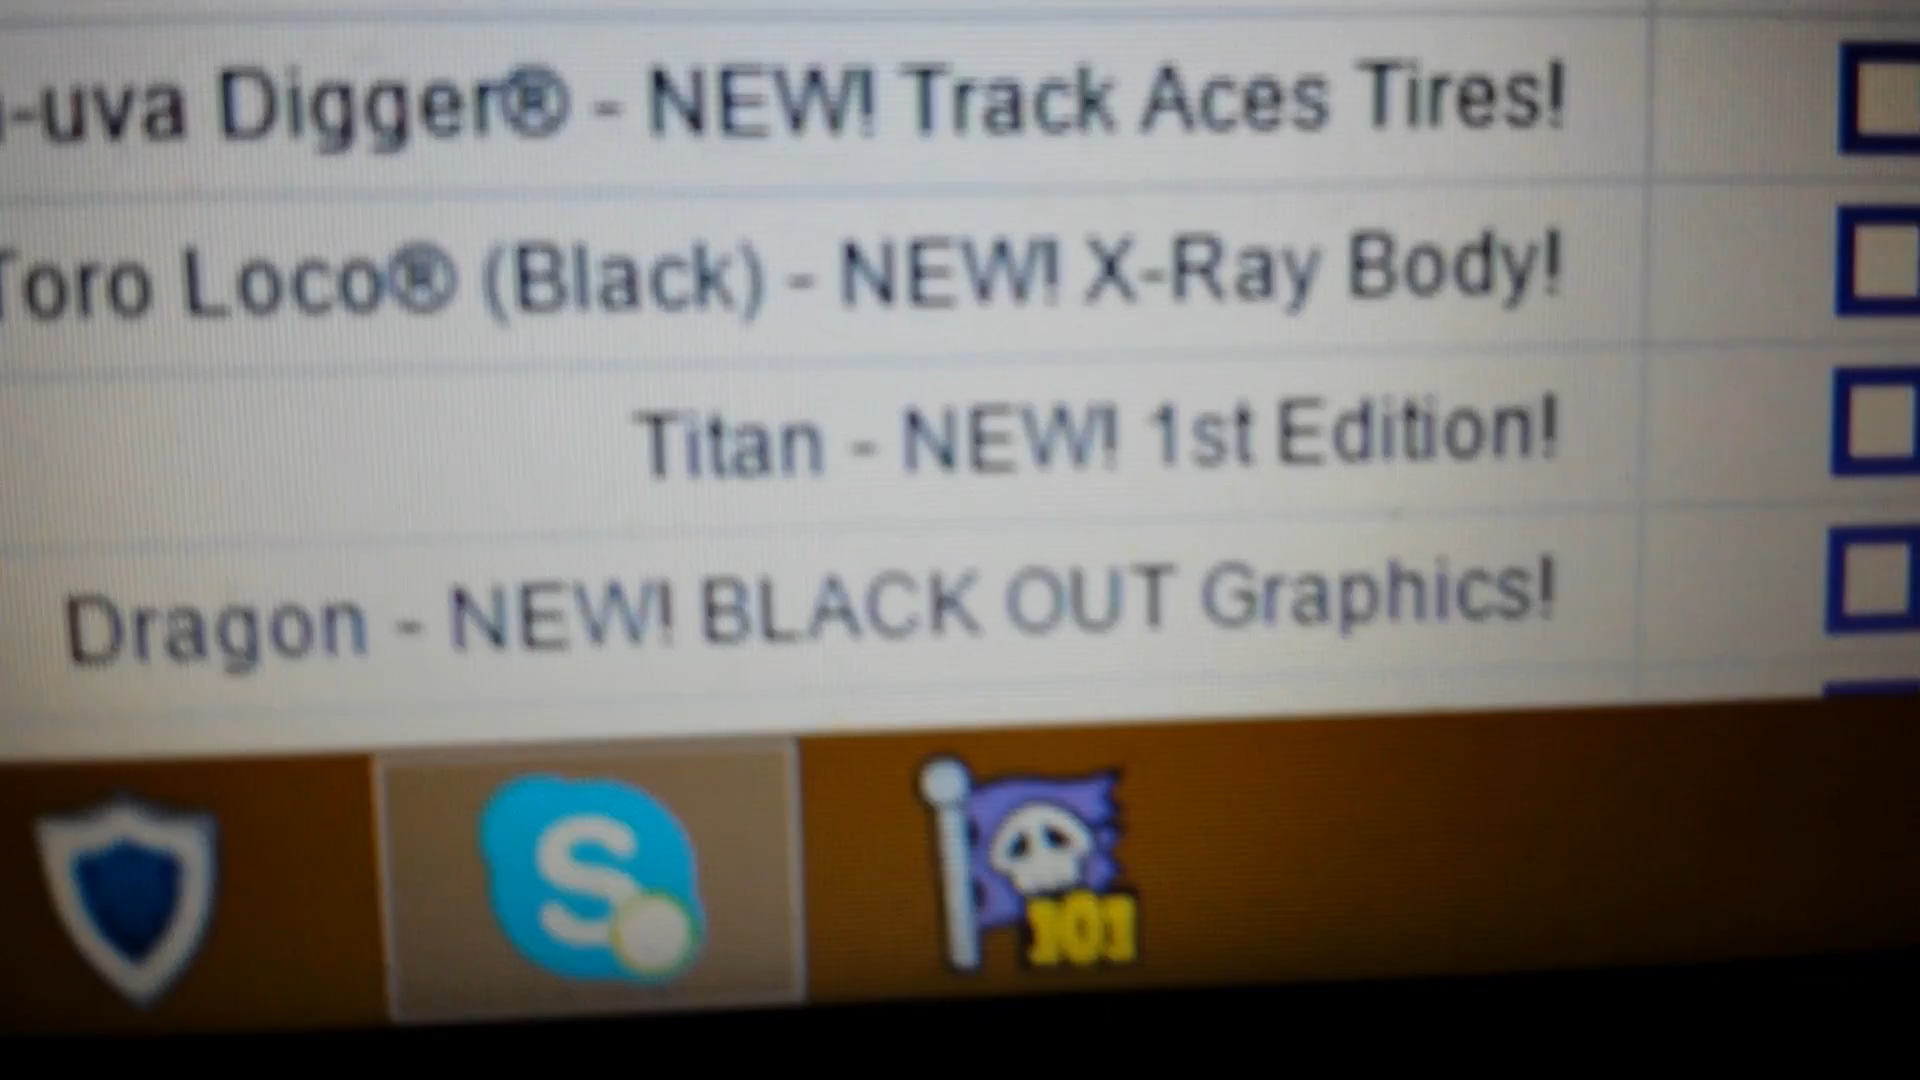 -uva Digger® - NEW! Track Aces Tires!
Toro Loco® (Black) - NEW! X-Ray Body!
Titan - NEW! 1st Edition!
Dragon - NEW! BLACK OUT Graphics!
S
101